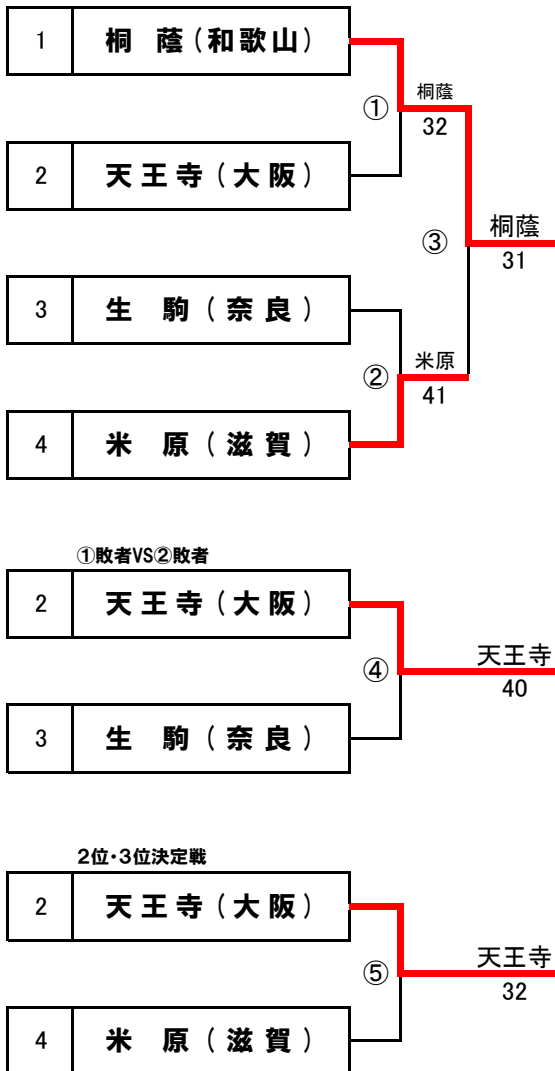 1 桐 蔭(和歌山)
① 桐蔭
32
2 天王寺(大阪)
③ 桐蔭
31
3 生 駒(奈良)
② 米原
41
4 米 原(滋賀)
①敗者VS②敗者
2 天王寺(大阪)
④ 天王寺
40
3 生 駒(奈良)
2位・3位決定戦
2 天王寺(大阪)
⑤ 天王寺
32
4 米 原(滋賀)